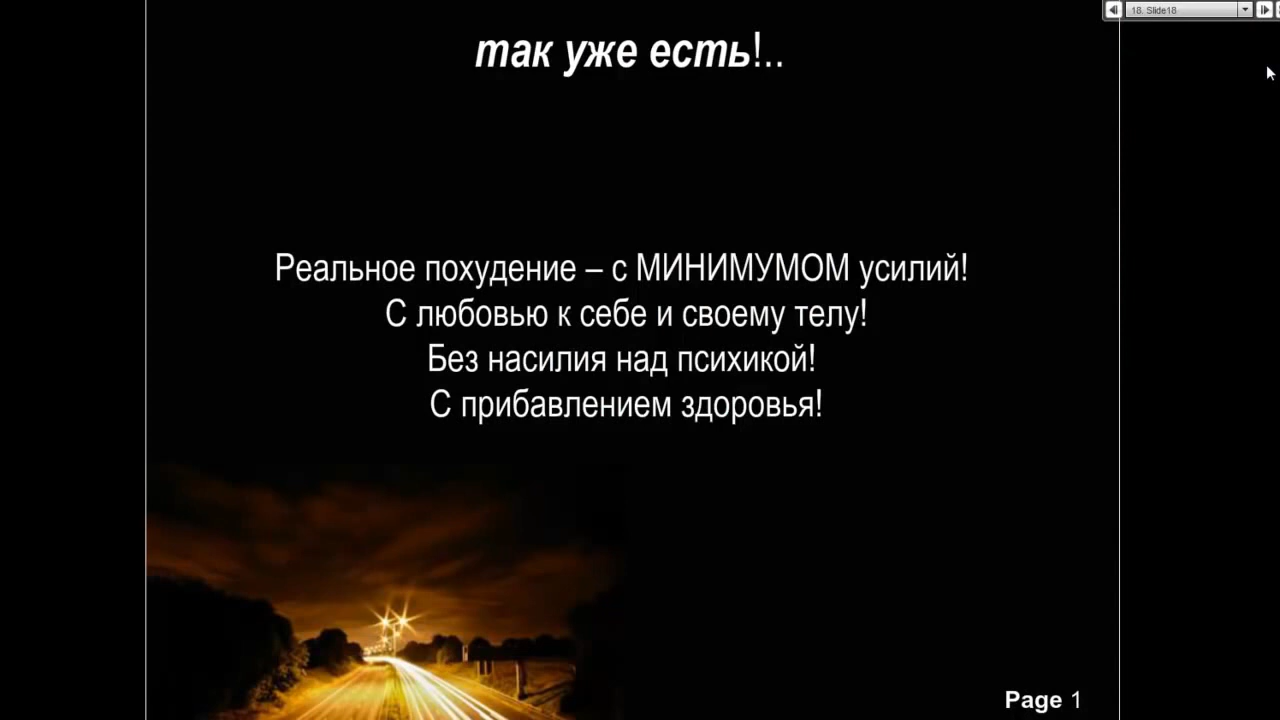 18. Slide18
так уже есть!..
Реальное похудение – с МИНИМУМОМ усилий!
С любовью к себе и своему телу!
Без насилия над психикой!
С прибавлением здоровья!
Page 1